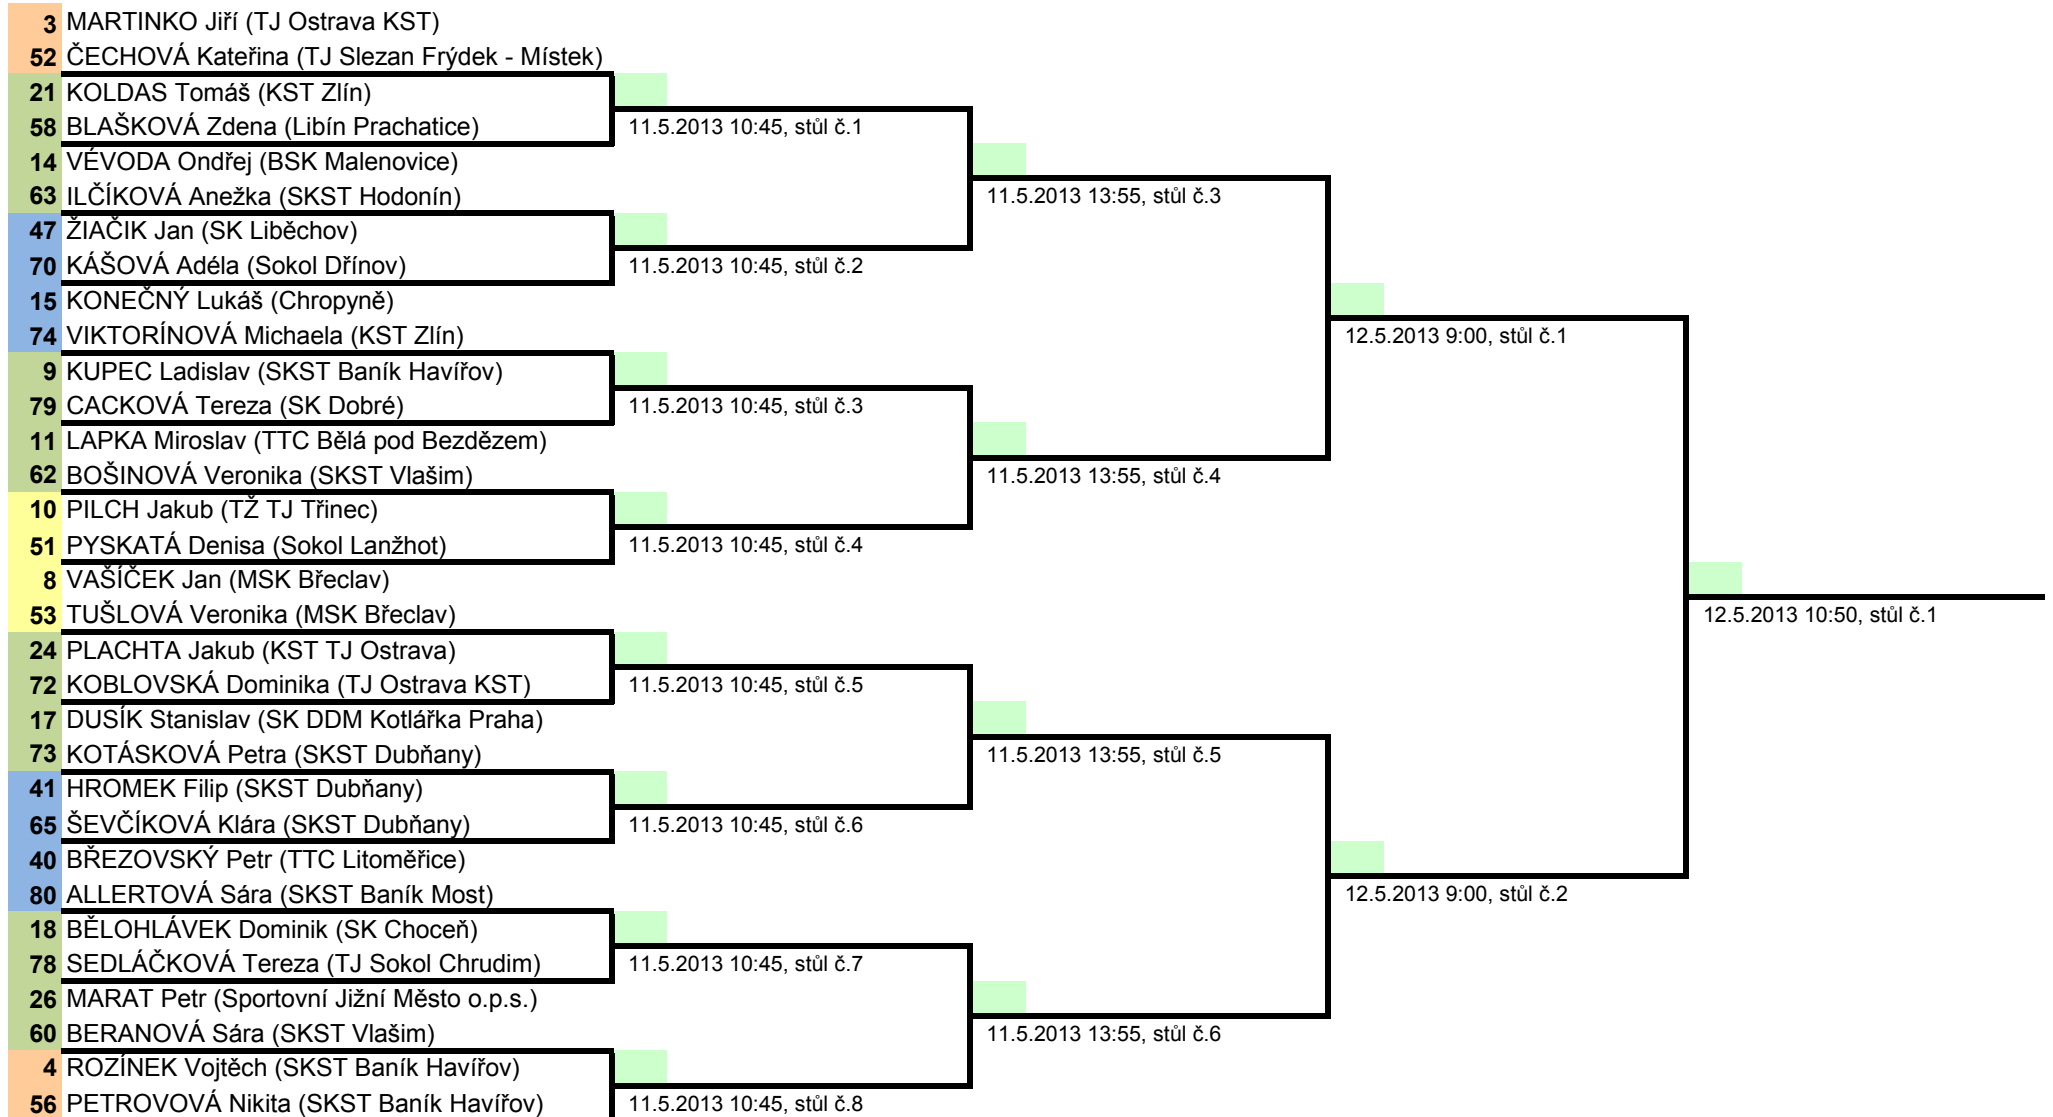 3 MARTINKO Jiří (TJ Ostrava KST)
52 ČECHOVÁ Kateřina (TJ Slezan Frýdek - Místek)
21 KOLDAS Tomáš (KST Zlín)
58 BLAŠKOVÁ Zdena (Libín Prachatice)
11.5.2013 10:45, stůl č.1
14 VÉVODA Ondřej (BSK Malenovice)
63 ILČÍKOVÁ Anežka (SKST Hodonín)
11.5.2013 13:55, stůl č.3
47 ŽIAČIK Jan (SK Liběchov)
70 KÁŠOVÁ Adéla (Sokol Dřínov)
11.5.2013 10:45, stůl č.2
15 KONEČNÝ Lukáš (Chropyně)
74 VIKTORÍNOVÁ Michaela (KST Zlín)
12.5.2013 9:00, stůl č.1
9 KUPEC Ladislav (SKST Baník Havířov)
79 CACKOVÁ Tereza (SK Dobré)
11.5.2013 10:45, stůl č.3
11 LAPKA Miroslav (TTC Bělá pod Bezdězem)
62 BOŠINOVÁ Veronika (SKST Vlašim)
11.5.2013 13:55, stůl č.4
10 PILCH Jakub (TŽ TJ Třinec)
51 PYSKATÁ Denisa (Sokol Lanžhot)
11.5.2013 10:45, stůl č.4
8 VAŠÍČEK Jan (MSK Břeclav)
53 TUŠLOVÁ Veronika (MSK Břeclav)
12.5.2013 10:50, stůl č.1
24 PLACHTA Jakub (KST TJ Ostrava)
72 KOBLOVSKÁ Dominika (TJ Ostrava KST)
11.5.2013 10:45, stůl č.5
17 DUSÍK Stanislav (SK DDM Kotlářka Praha)
73 KOTÁSKOVÁ Petra (SKST Dubňany)
11.5.2013 13:55, stůl č.5
41 HROMEK Filip (SKST Dubňany)
65 ŠEVČÍKOVÁ Klára (SKST Dubňany)
11.5.2013 10:45, stůl č.6
40 BŘEZOVSKÝ Petr (TTC Litoměřice)
80 ALLERTOVÁ Sára (SKST Baník Most)
12.5.2013 9:00, stůl č.2
18 BĚLOHLÁVEK Dominik (SK Choceň)
78 SEDLÁČKOVÁ Tereza (TJ Sokol Chrudim)
11.5.2013 10:45, stůl č.7
26 MARAT Petr (Sportovní Jižní Město o.p.s.)
60 BERANOVÁ Sára (SKST Vlašim)
11.5.2013 13:55, stůl č.6
4 ROZÍNEK Vojtěch (SKST Baník Havířov)
56 PETROVOVÁ Nikita (SKST Baník Havířov)
11.5.2013 10:45, stůl č.8